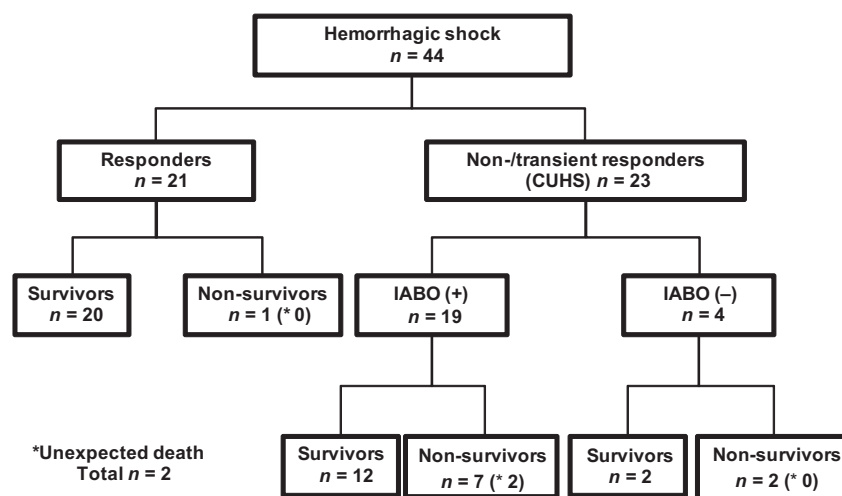 Hemorrhagic shock
n = 44
Responders
n = 21
Non-/transient responders
(CUHS) n = 23
Survivors
n = 20
Non-survivors
n = 1 (* 0)
IABO (+)
n = 19
IABO (–)
n = 4
*Unexpected death
Total n = 2
Survivors
n = 12
Non-survivors
n = 7 (* 2)
Survivors
n = 2
Non-survivors
n = 2 (* 0)